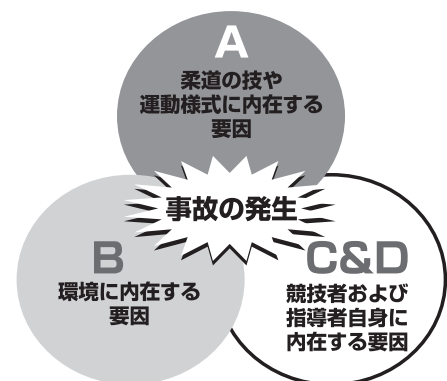 A
柔道の技や
運動様式に内在する
要因
事故の発生
B
環境に内在する
要因
C&D
競技者および
指導者自身に
内在する要因